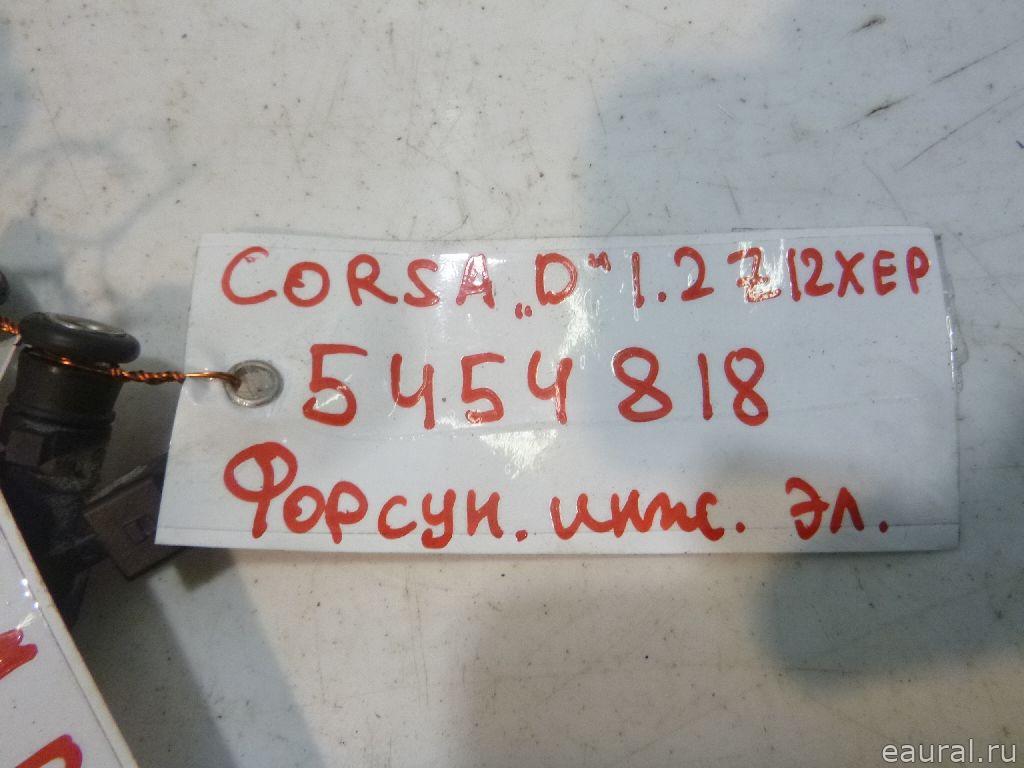 CORSA „D“ 1.2 Z12XEP
5454818
Форсун. инж. эл.
eaural.ru